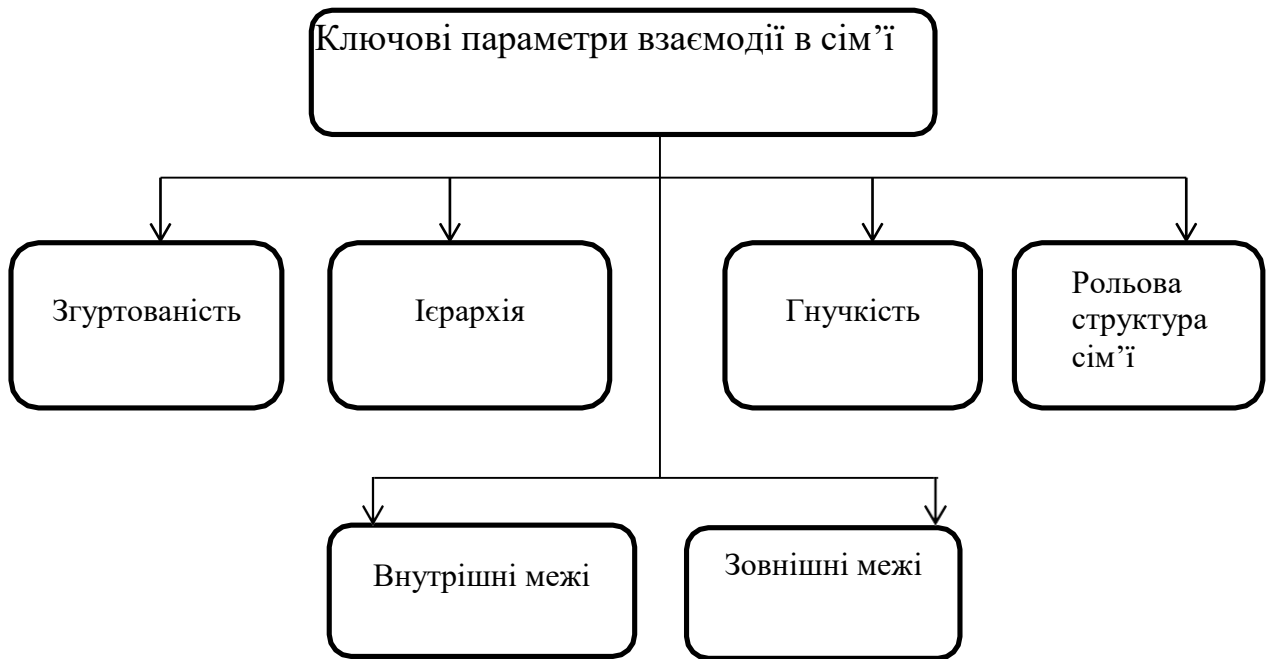 Ключові параметри взаємодії в сім’ї
Згуртованість
Ієрархія
Гнучкість
Рольова
структура
сім’ї
Внутрішні межі
Зовнішні межі